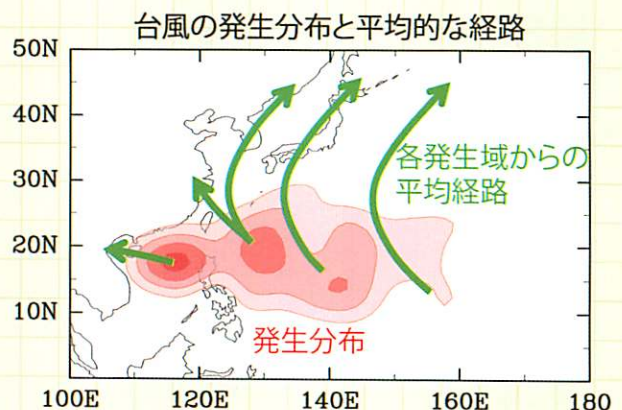 台風の発生分布と平均的な経路
50N
40N
30N
20N
10N
各発生域からの
平均経路
発生分布
100E
120E
140E
160E
180